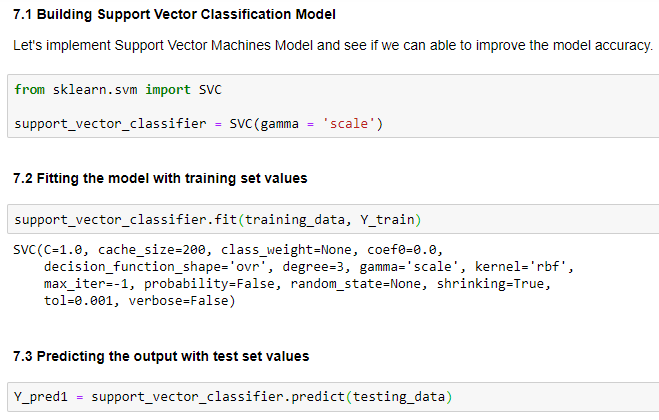 7.1 Building Support Vector Classification Model
Let's implement Support Vector Machines Model and see if we can able to improve the model accuracy.
from sklearn.svm import SVC
support_vector_classifier = SVC(gamma = 'scale')
7.2 Fitting the model with training set values
support_vector_classifier.fit(training_data, Y_train)
SVC(C=1.0, cache_size=200, class_weight=None, coef0=0.0,
    decision_function_shape='ovr', degree=3, gamma='scale', kernel='rbf',
    max_iter=-1, probability=False, random_state=None, shrinking=True,
    tol=0.001, verbose=False)
7.3 Predicting the output with test set values
Y_pred1 = support_vector_classifier.predict(testing_data)